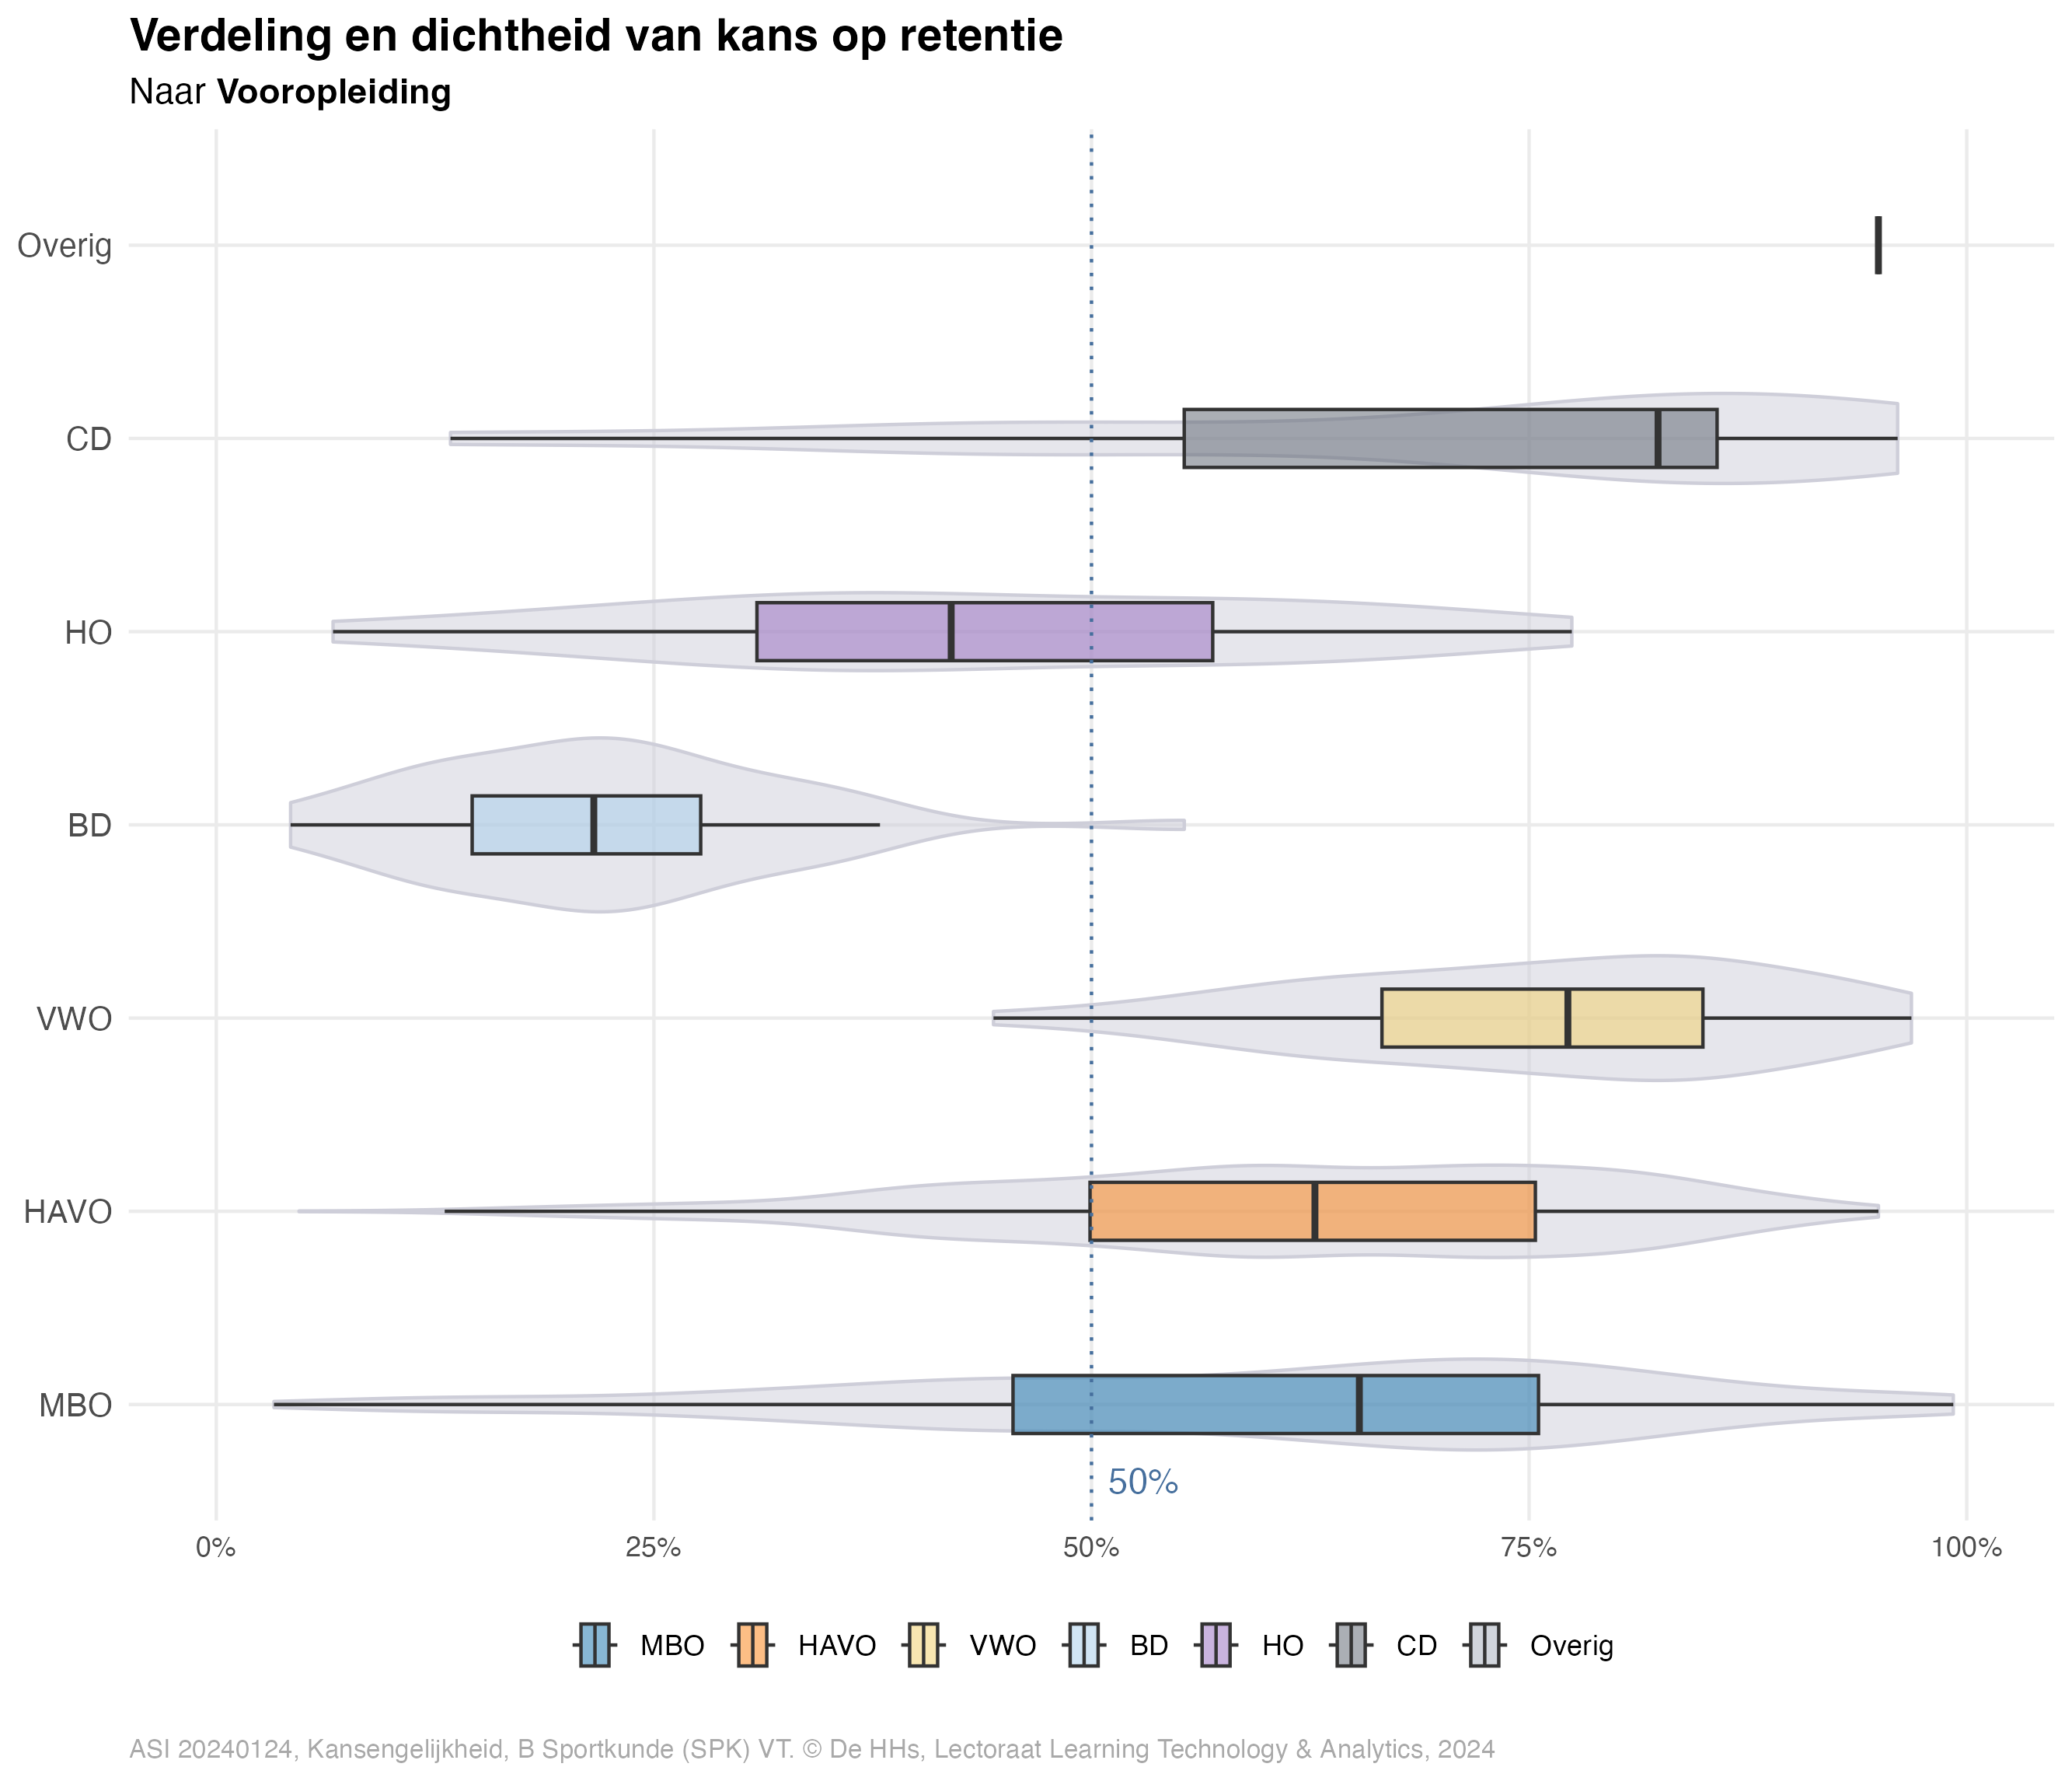 Verdeling en dichtheid van kans op retentie
Naar Vooropleiding
Overig
CD
HO
BD
VWO
HAVO
MBO
50%
0% 25% 50% 75% 100%
MBO HAVO VWO BD HO CD Overig
ASI 20240124, Kansengelijkheid, B Sportkunde (SPK) VT. © De HHs, Lectoraat Learning Technology & Analytics, 2024